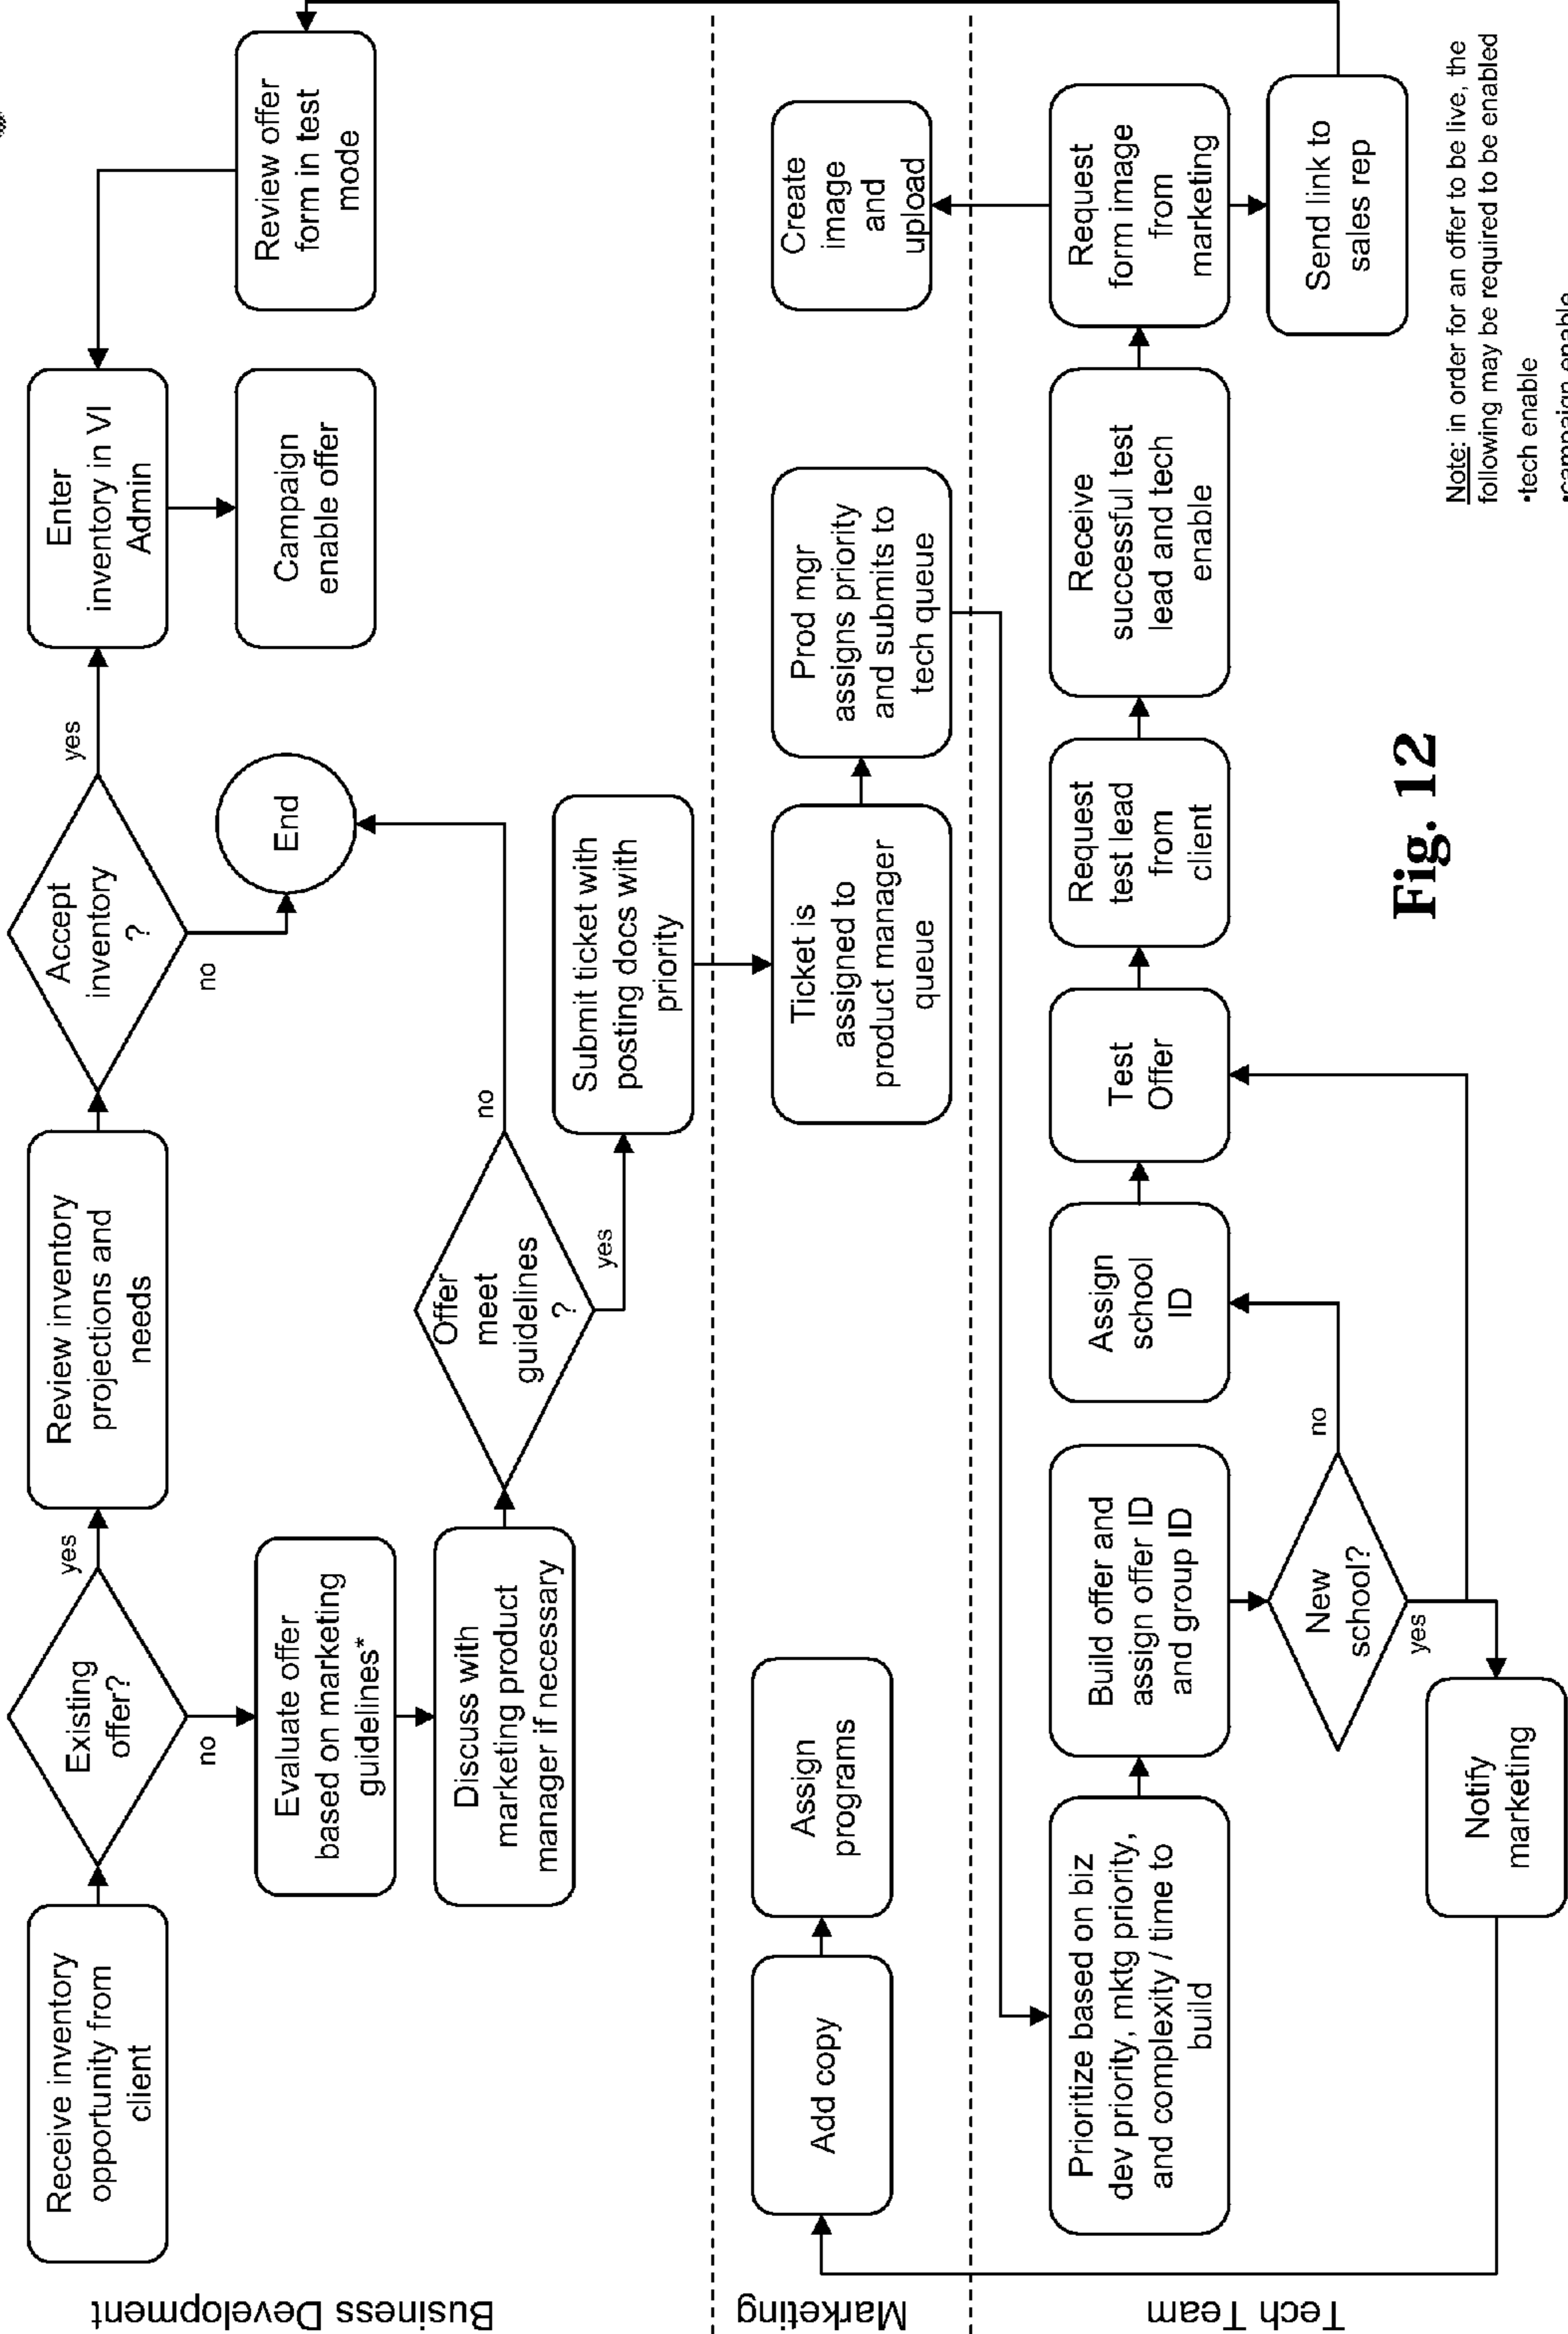 Business Development
Receive inventory
opportunity from
client
Existing
offer?
yes
no
Review inventory
projections and
needs
Accept
inventory
?
yes
no
Enter
inventory in VI
Admin
Campaign
enable offer
Review offer
form in test
mode
End
Evaluate offer
based on marketing
guidelines*
Discuss with
marketing product
manager if necessary
Offer
meet
guidelines
?
no
yes
Submit ticket with
posting docs with
priority
Marketing
Add copy
Assign
programs
Ticket is
assigned to
product manager
queue
Prod mgr
assigns priority
and submits to
tech queue
Create
image
and
upload
Tech Team
Prioritize based on biz
dev priority, mktg priority,
and complexity / time to
build
Build offer and
assign offer ID
and group ID
New
school?
no
yes
Assign
school
ID
Test
Offer
Request
test lead
from
client
Receive
successful test
lead and tech
enable
Request
form image
from
marketing
Send link to
sales rep
Notify
marketing
Fig. 12
Note: in order for an offer to be live, the
following may be required to be enabled
•tech enable
•campaign enable